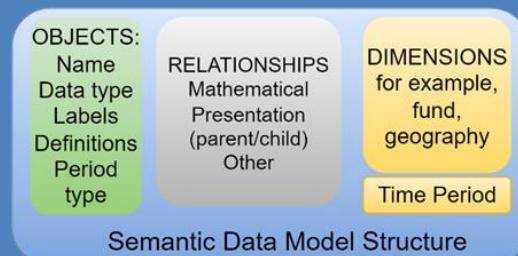 OBJECTS:
Name
Data type
Labels
Definitions
Period
type
RELATIONSHIPS
Mathematical
Presentation
(parent/child)
Other
DIMENSIONS
for example,
fund,
geography
Time Period
Semantic Data Model Structure